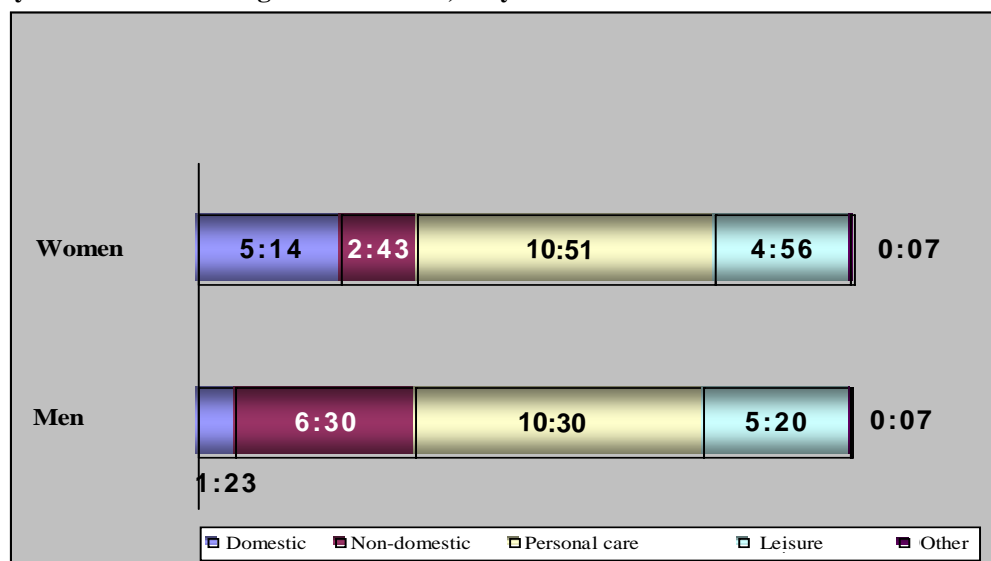 Women 5:14 2:43 10:51 4:56 0:07
Men 6:30 10:30 5:20 0:07
1:23
Domestic Non-domestic Personal care Leisure Other